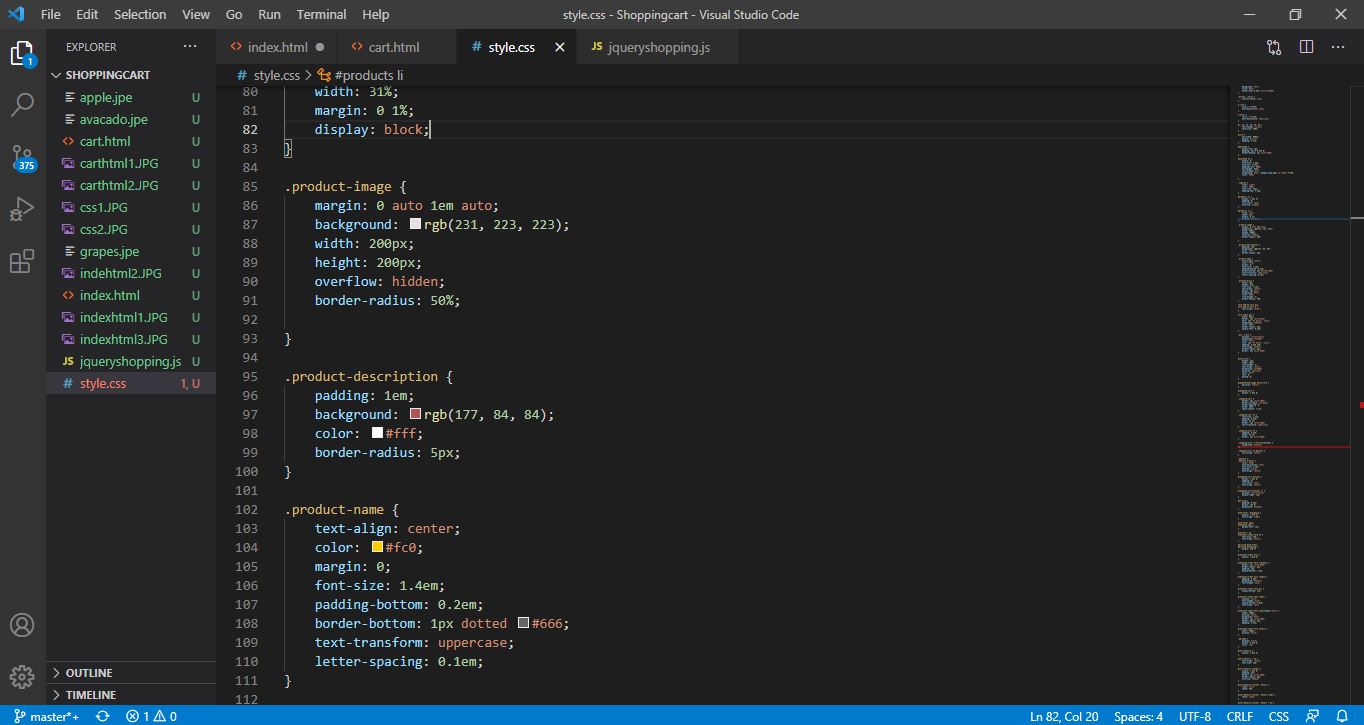 File Edit Selection View Go Run Terminal Help style.css - Shoppingcart - Visual Studio Code
EXPLORER
index.html cart.html # style.css JS jqueryshopping.js
# style.css > #products li
SHOPPINGCART
apple.jpe U
avacado.jpe U
cart.html U
carthtml1.JPG U
carthtml2.JPG U
css1.JPG U
css2.JPG U
grapes.jpe U
indehtml2.JPG U
index.html U
indexhtml1.JPG U
indexhtml3.JPG U
JS jqueryshopping.js U
# style.css 1, U
OUTLINE
TIMELINE
1
375
80 width: 31%;
81 margin: 0 1%;
82 display: block;
83 }
84
85 .product-image {
86 margin: 0 auto 1em auto;
87 background: rgb(231, 223, 223);
88 width: 200px;
89 height: 200px;
90 overflow: hidden;
91 border-radius: 50%;
92
93 }
94
95 .product-description {
96 padding: 1em;
97 background: rgb(177, 84, 84);
98 color: #fff;
99 border-radius: 5px;
100 }
101
102 .product-name {
103 text-align: center;
104 color: #fc0;
105 margin: 0;
106 font-size: 1.4em;
107 padding-bottom: 0.2em;
108 border-bottom: 1px dotted #666;
109 text-transform: uppercase;
110 letter-spacing: 0.1em;
111 }
112
master*+ 1 0 Ln 82, Col 20 Spaces: 4 UTF-8 CRLF CSS